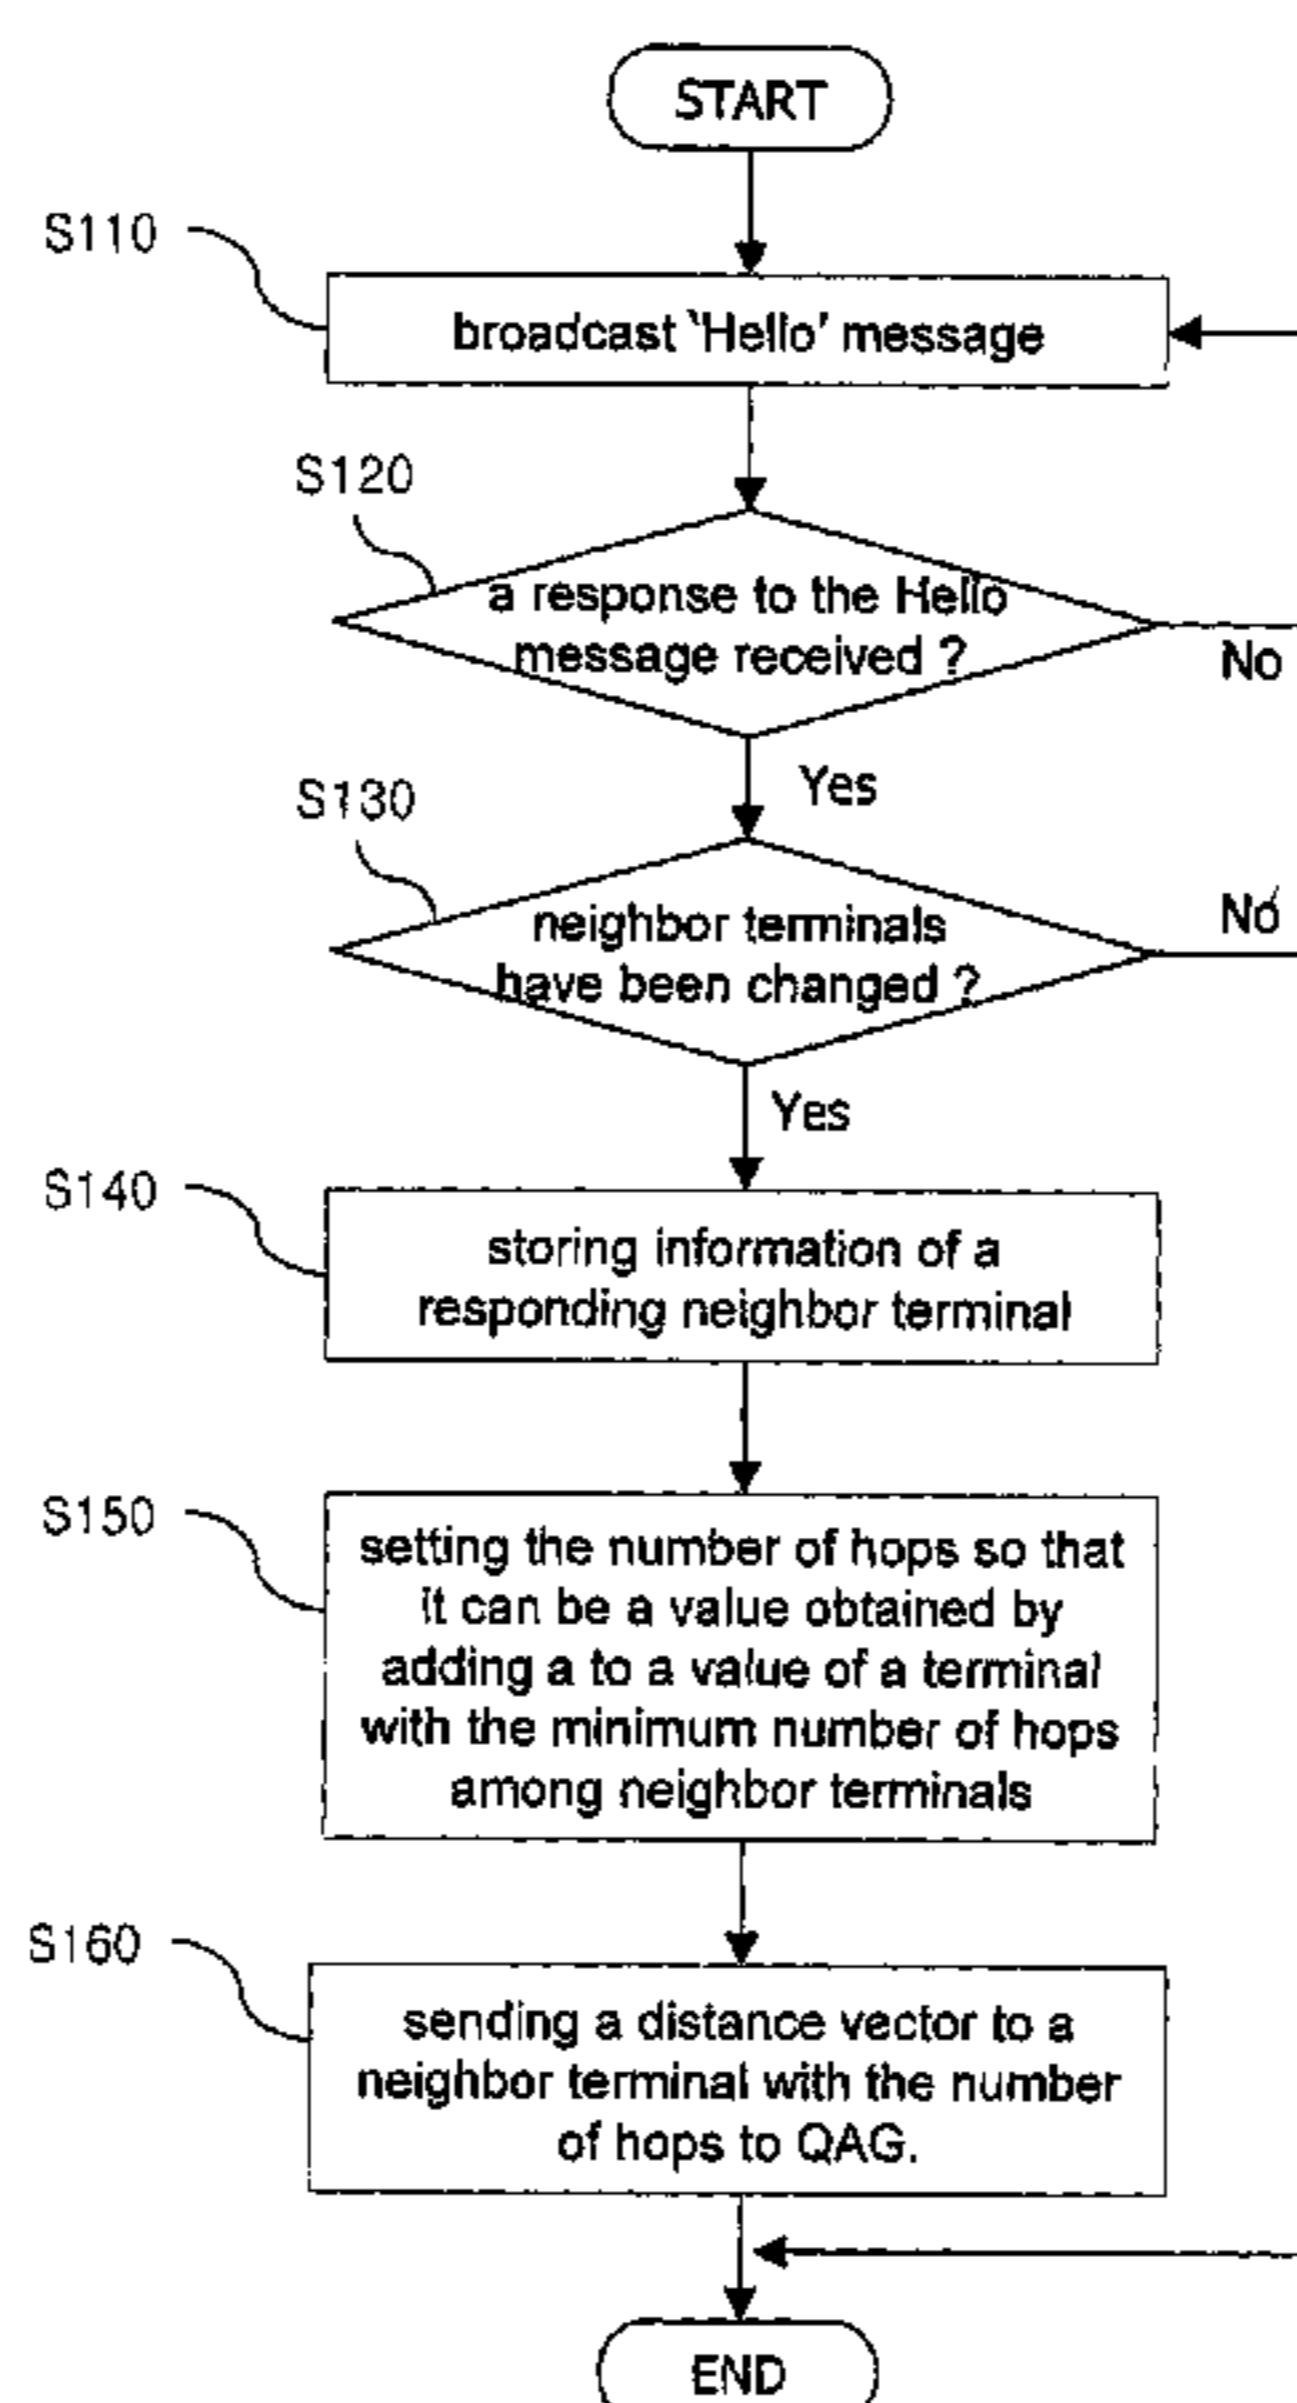 START
S110
broadcast 'Hello' message
S120
a response to the Hello
message received ?
No
Yes
S130
neighbor terminals
have been changed ?
No
Yes
S140
storing information of a
responding neighbor terminal
S150
setting the number of hops so that
it can be a value obtained by
adding a to a value of a terminal
with the minimum number of hops
among neighbor terminals
S160
sending a distance vector to a
neighbor terminal with the number
of hops to QAG.
END